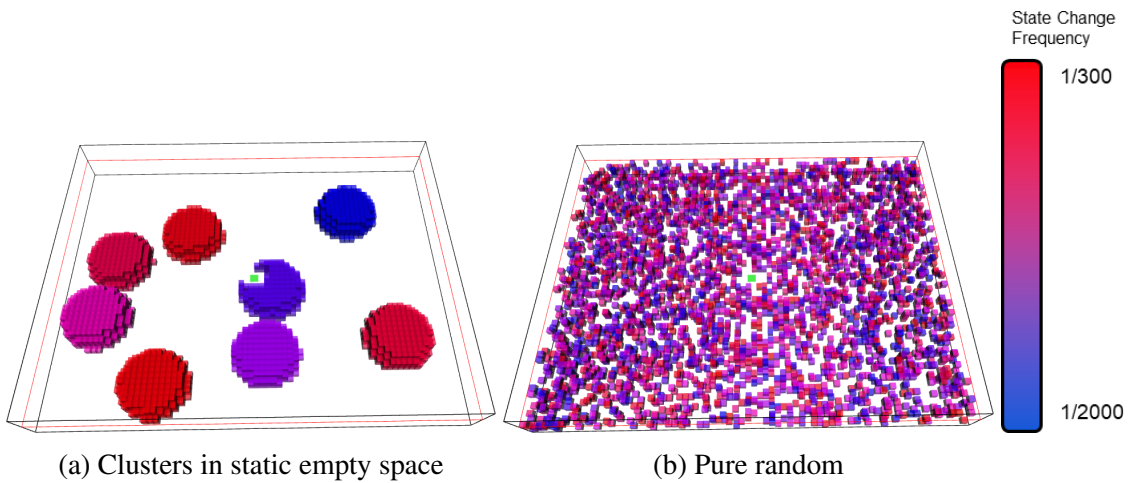 State Change
Frequency
1/300
1/2000
(a) Clusters in static empty space
(b) Pure random